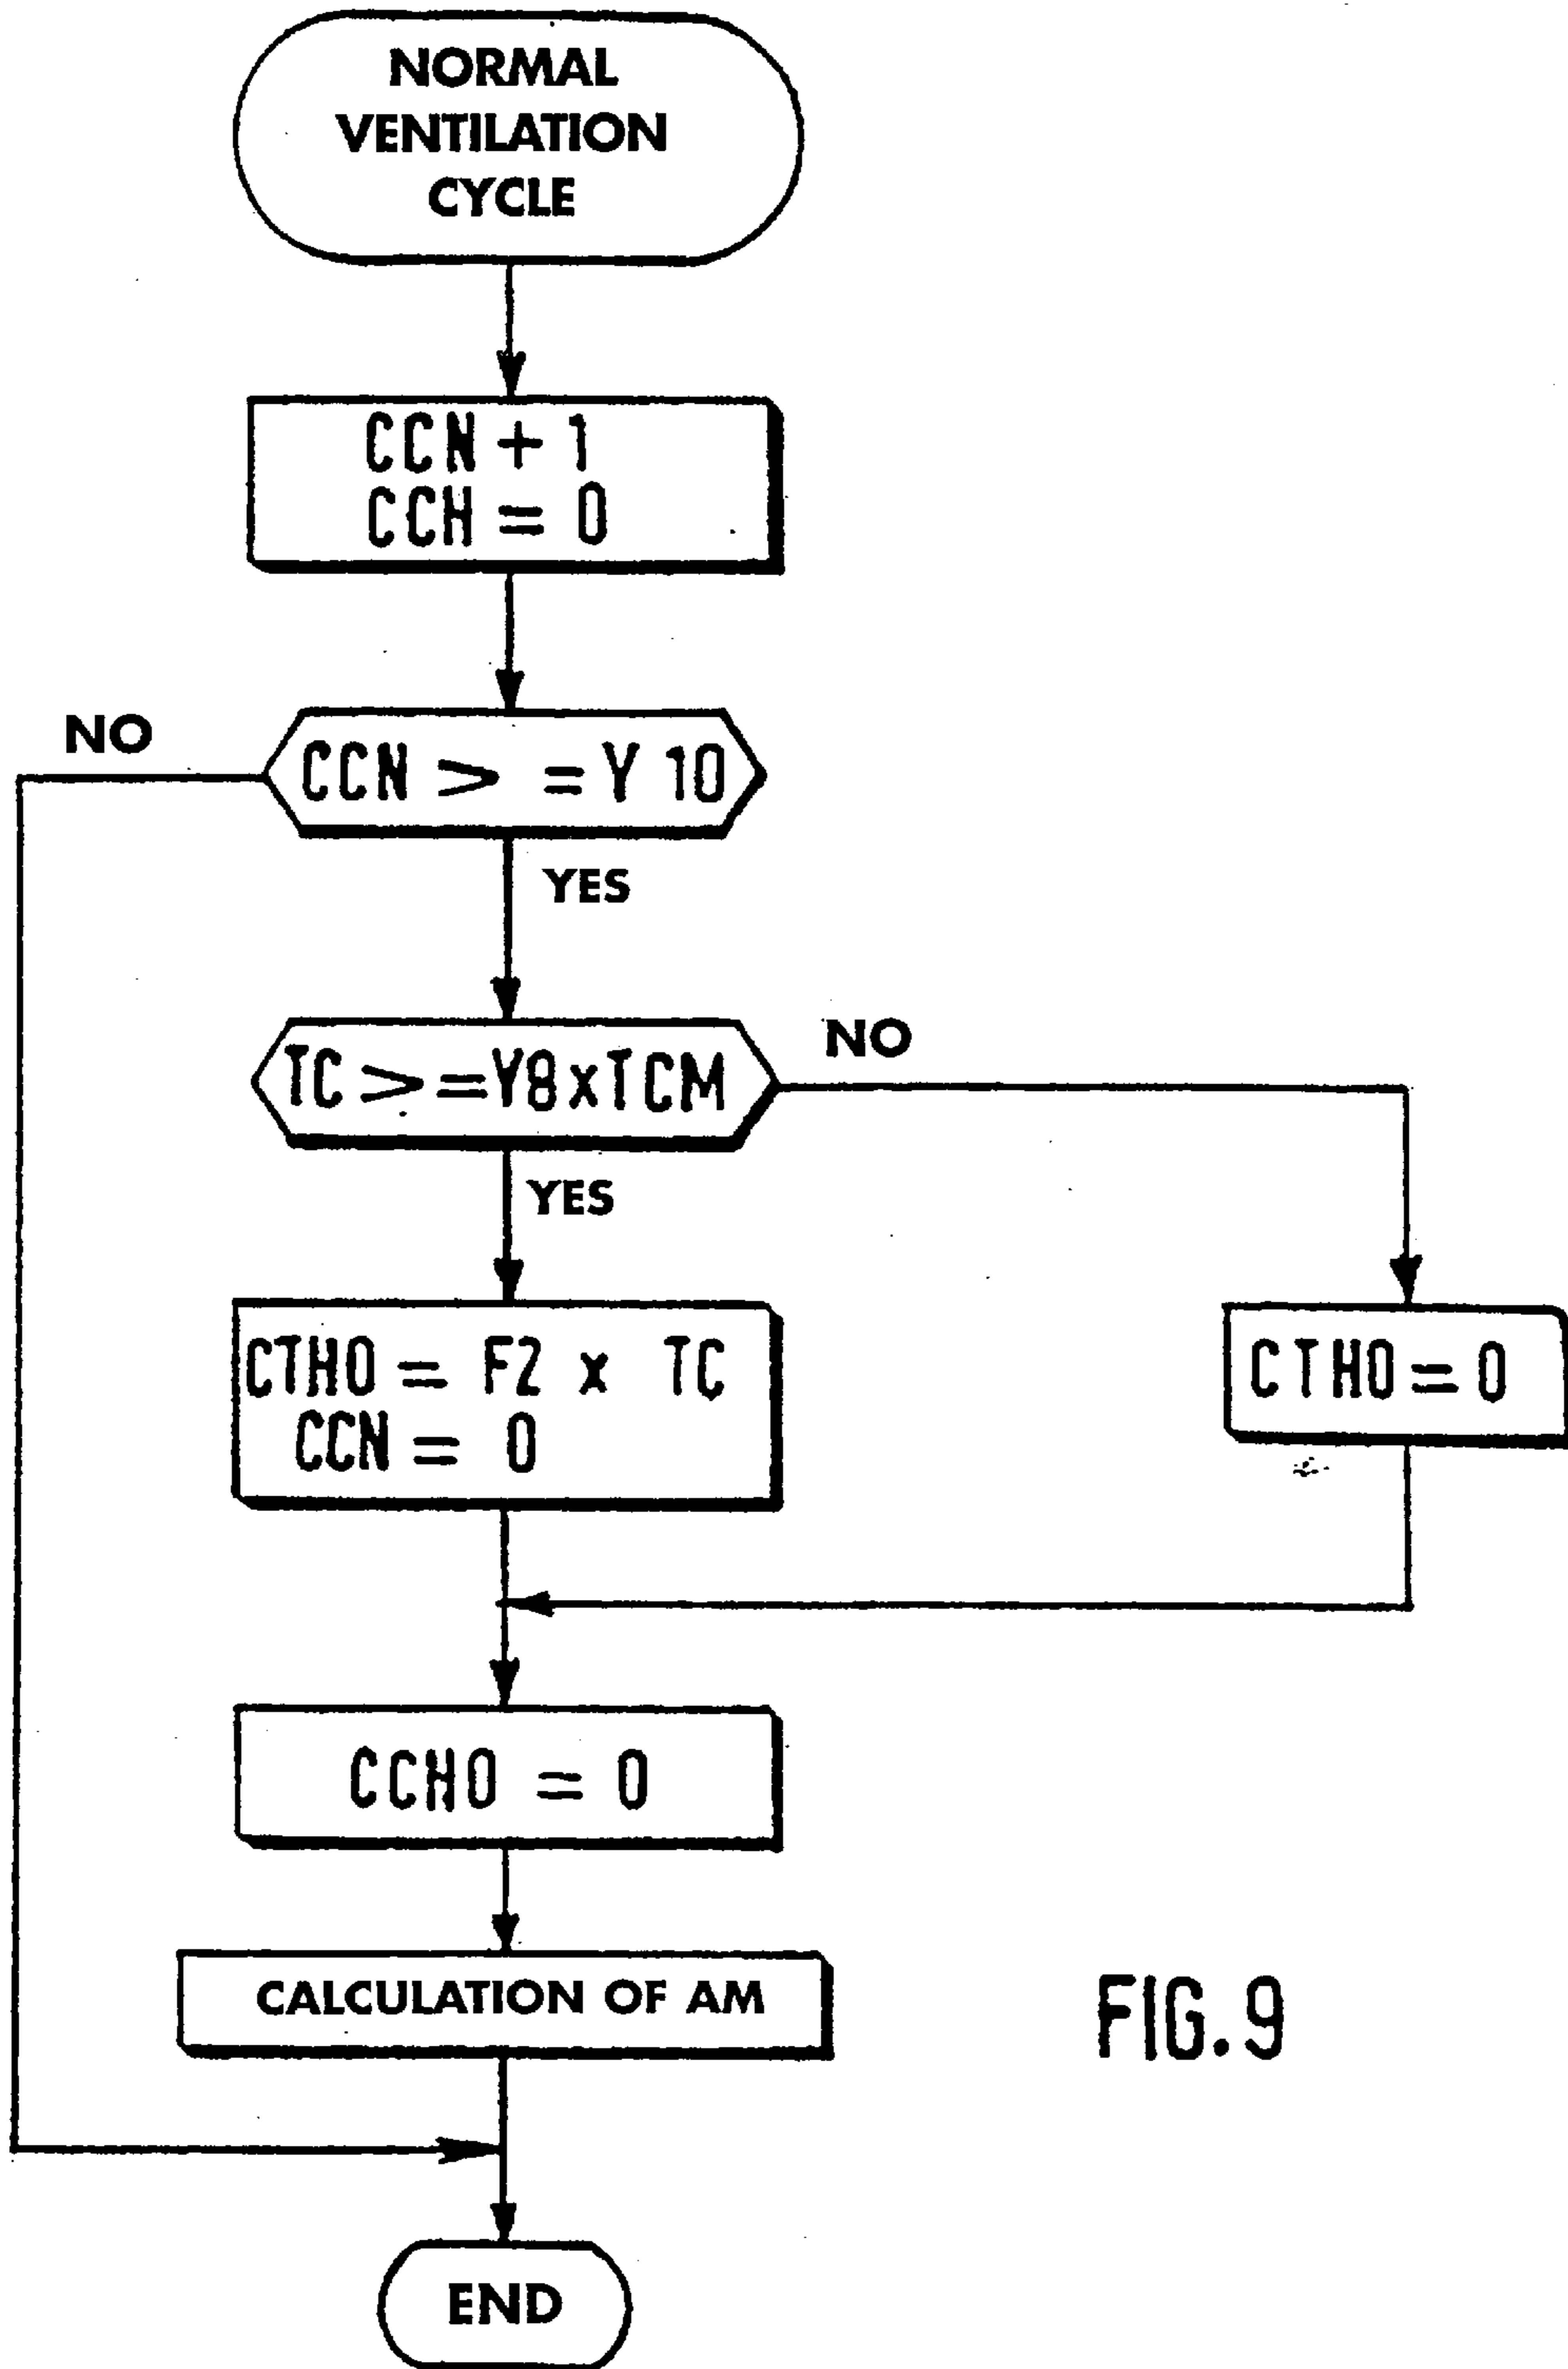 NORMAL
VENTILATION
CYCLE
CCN + 1
CCH = 0
NO
CCN > = Y 10
YES
TC > = Y8 x TCM
NO
YES
CTHO = F2 x TC
CCN = 0
CTHO = 0
CCHO = 0
CALCULATION OF AM
FIG. 9
END